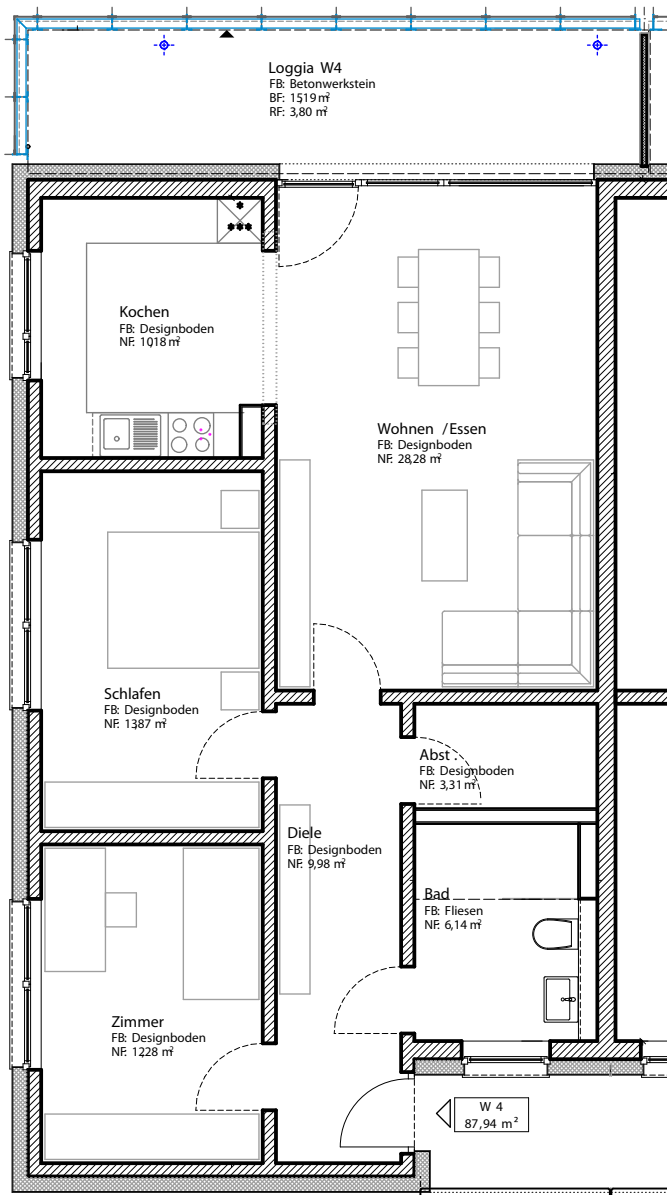 Loggia W4
FB: Betonwerkstein
BF: 15,19 m²
RF: 3,80 m²
Kochen
FB: Designboden
NF: 10,18 m²
Wohnen /Essen
FB: Designboden
NF: 28,28 m²
Schlafen
FB: Designboden
NF: 13,87 m²
Abst.
FB: Designboden
NF: 3,31 m²
Diele
FB: Designboden
NF: 9,98 m²
Bad
FB: Fliesen
NF: 6,14 m²
Zimmer
FB: Designboden
NF: 12,28 m²
W 4
87,94 m²